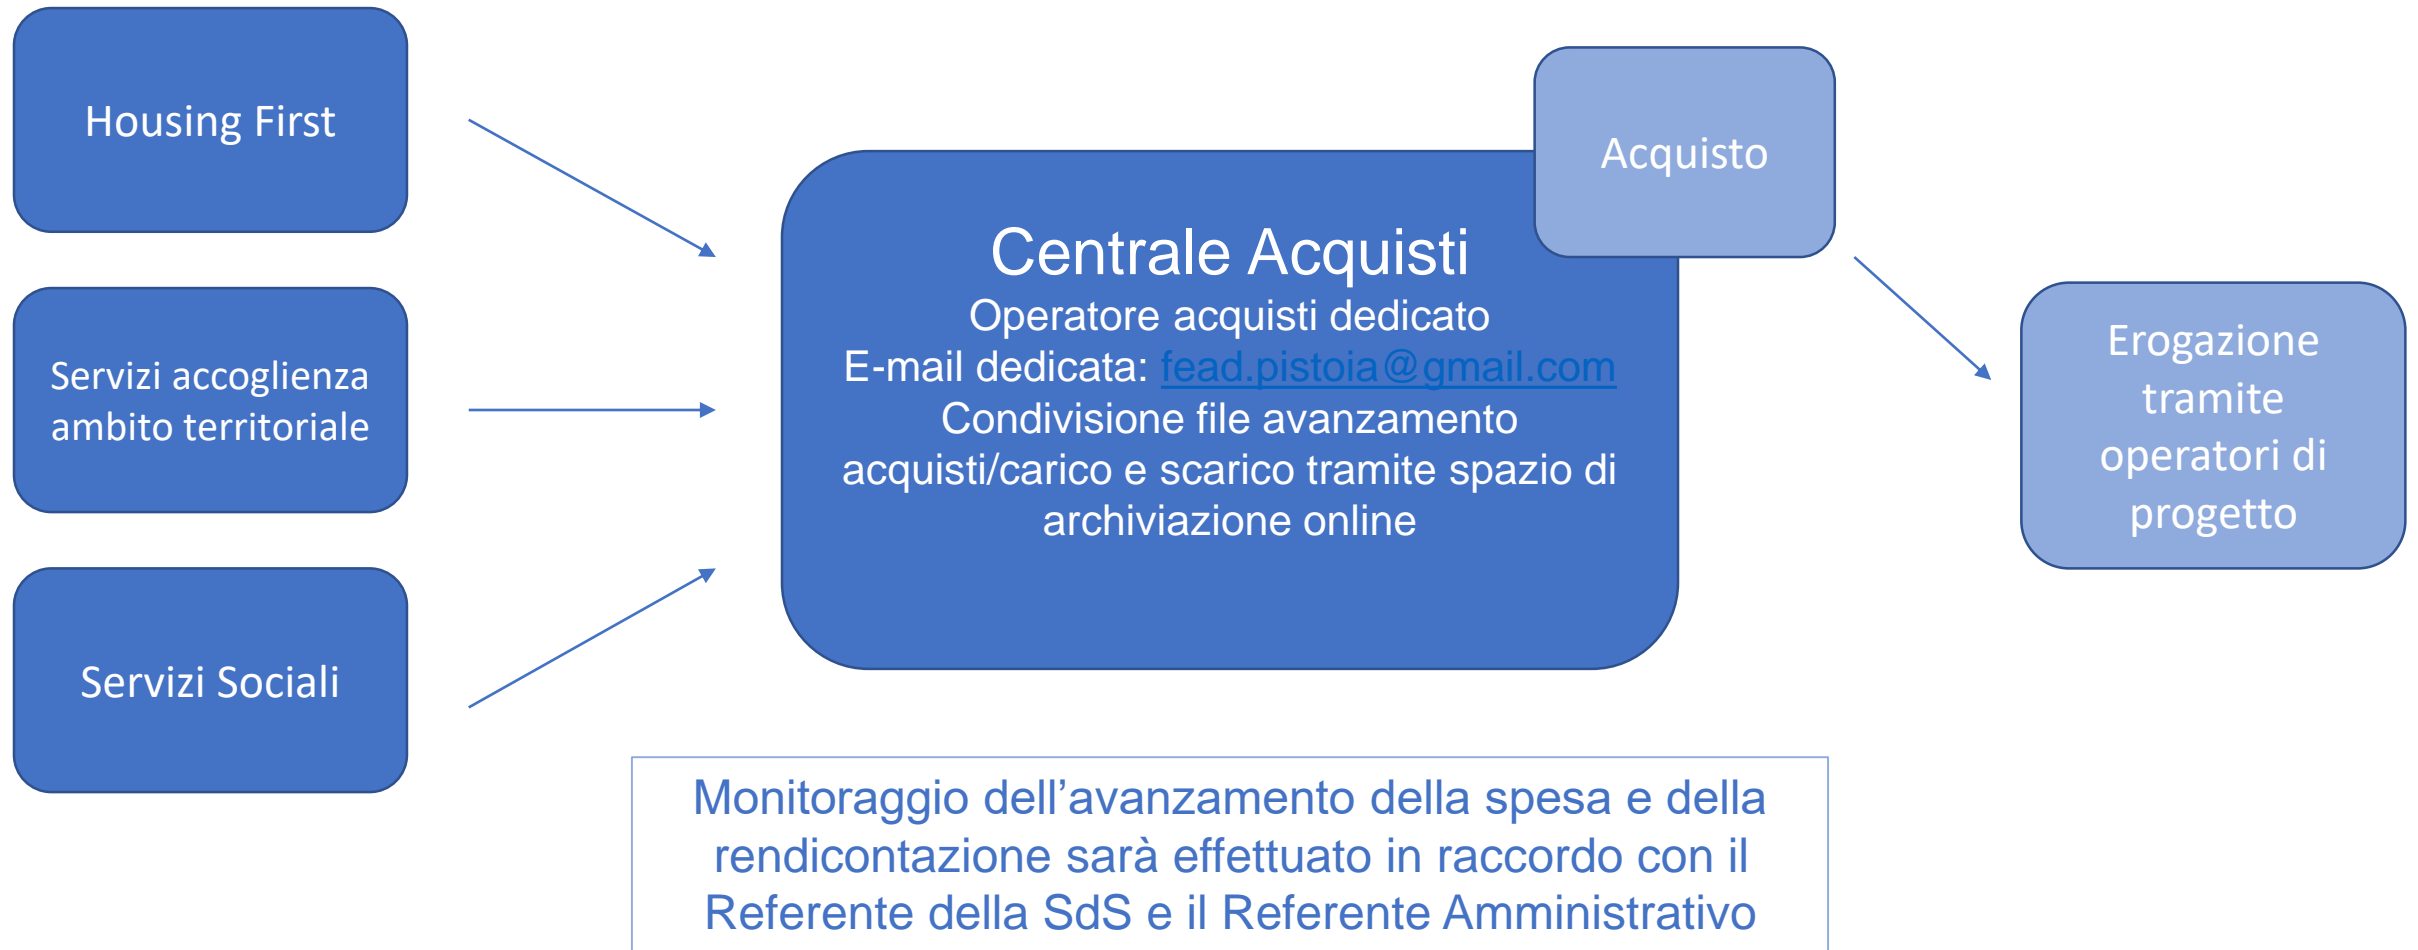 Housing First
Servizi accoglienza
ambito territoriale
Servizi Sociali
Centrale Acquisti
Operatore acquisti dedicato
E-mail dedicata: fead.pistoia@gmail.com
Condivisione file avanzamento
acquisti/carico e scarico tramite spazio di
archiviazione online
Acquisto
Erogazione
tramite
operatori di
progetto
Monitoraggio dell’avanzamento della spesa e della
rendicontazione sarà effettuato in raccordo con il
Referente della SdS e il Referente Amministrativo